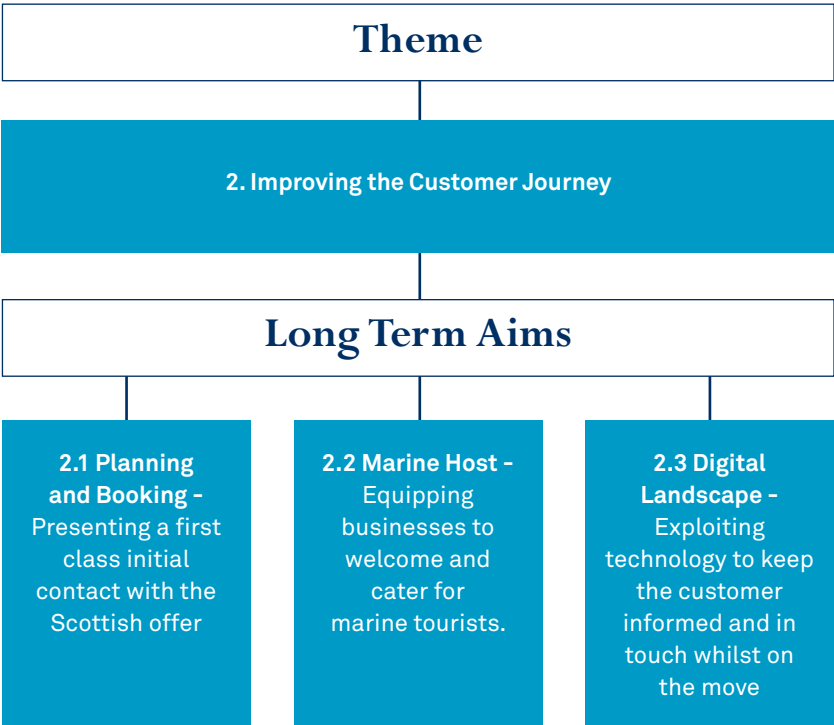 Theme
2. Improving the Customer Journey
Long Term Aims
2.1 Planning
and Booking -
Presenting a first
class initial
contact with the
Scottish offer
2.2 Marine Host -
Equipping
businesses to
welcome and
cater for
marine tourists.
2.3 Digital
Landscape -
Exploiting
technology to keep
the customer
informed and in
touch whilst on
the move